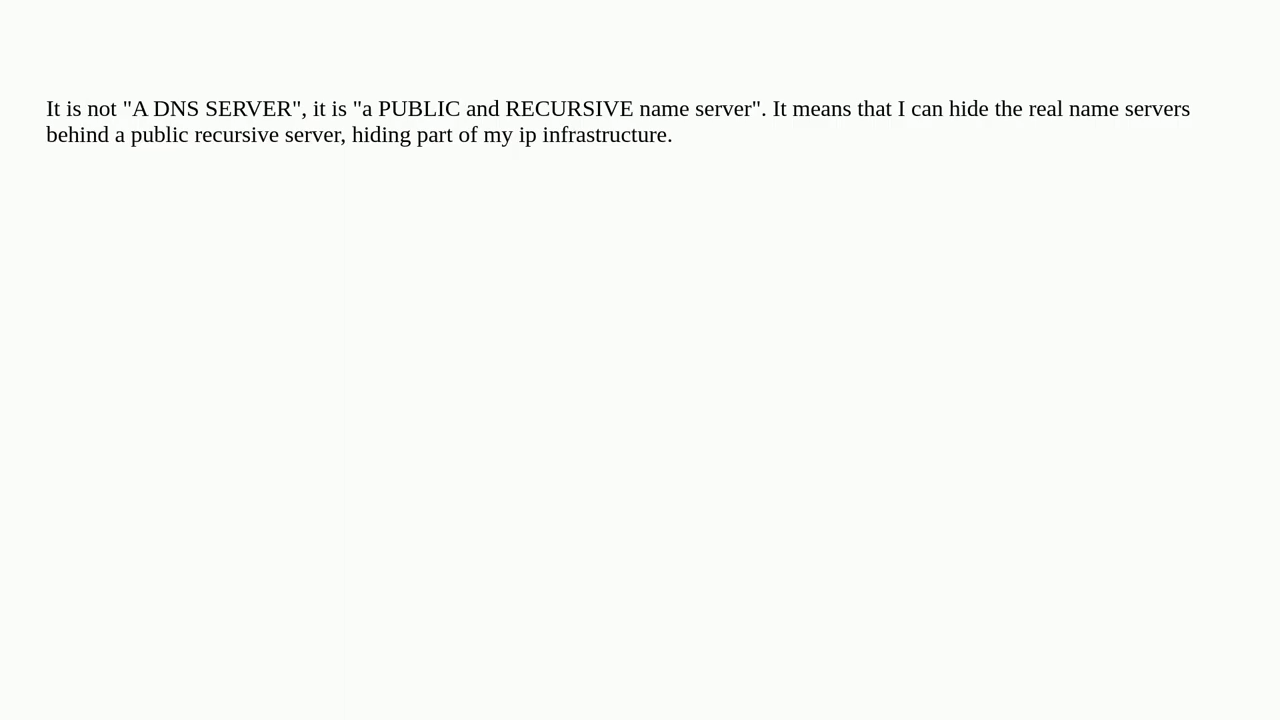 It is not "A DNS SERVER", it is "a PUBLIC and RECURSIVE name server". It means that I can hide the real name servers
behind a public recursive server, hiding part of my ip infrastructure.